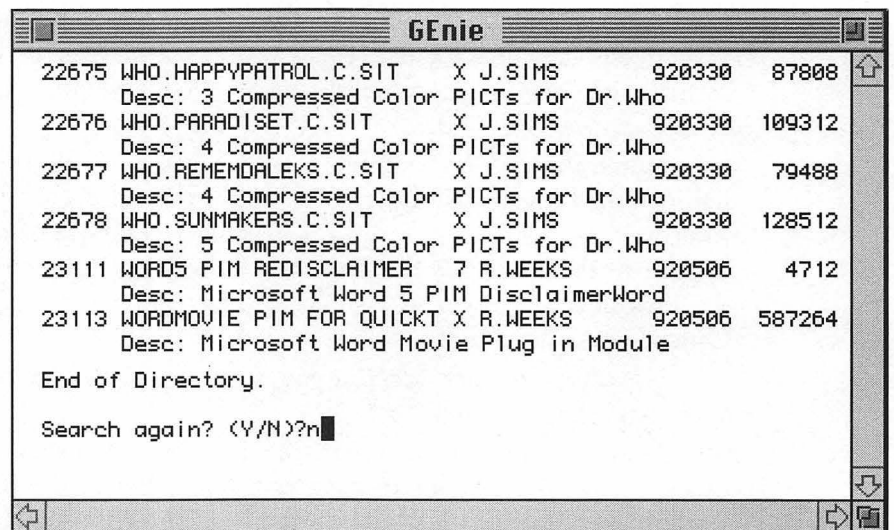 GEnie
22675 WHO.HAPPYPATROL.C.SIT X J.SIMS 920330 87808
Desc: 3 Compressed Color PICTs for Dr.Who
22676 WHO.PARADISET.C.SIT X J.SIMS 920330 109312
Desc: 4 Compressed Color PICTs for Dr.Who
22677 WHO.REMEMDALEKS.C.SIT X J.SIMS 920330 79488
Desc: 4 Compressed Color PICTs for Dr.Who
22678 WHO.SUNMAKERS.C.SIT X J.SIMS 920330 128512
Desc: 5 Compressed Color PICTs for Dr.Who
23111 WORD5 PIM REDISCLAIMER 7 R.WEEKS 920506 4712
Desc: Microsoft Word 5 PIM DisclaimerWord
23113 WORDMOVIE PIM FOR QUICKT X R.WEEKS 920506 587264
Desc: Microsoft Word Movie Plug in Module
End of Directory.
Search again? (Y/N)?n